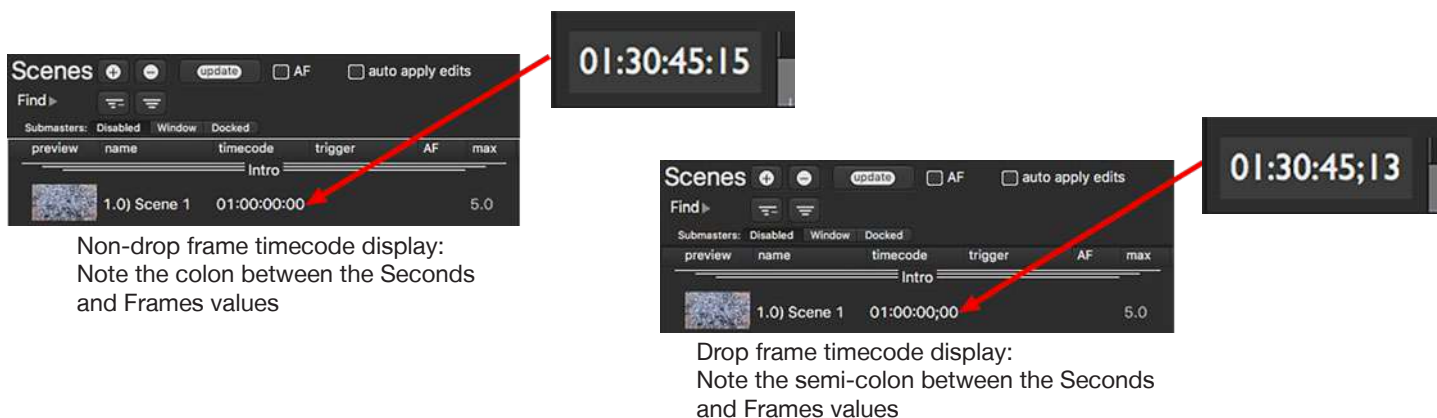 Scenes update AF auto apply edits
Find
Submasters: Disabled Window Docked
preview name timecode trigger AF max
Intro
1.0) Scene 1 01:00:00:00 5.0
01:30:45:15
Non-drop frame timecode display:
Note the colon between the Seconds
and Frames values
Scenes update AF auto apply edits
Find
Submasters: Disabled Window Docked
preview name timecode trigger AF max
Intro
1.0) Scene 1 01:00:00;00 5.0
01:30:45;13
Drop frame timecode display:
Note the semi-colon between the Seconds
and Frames values